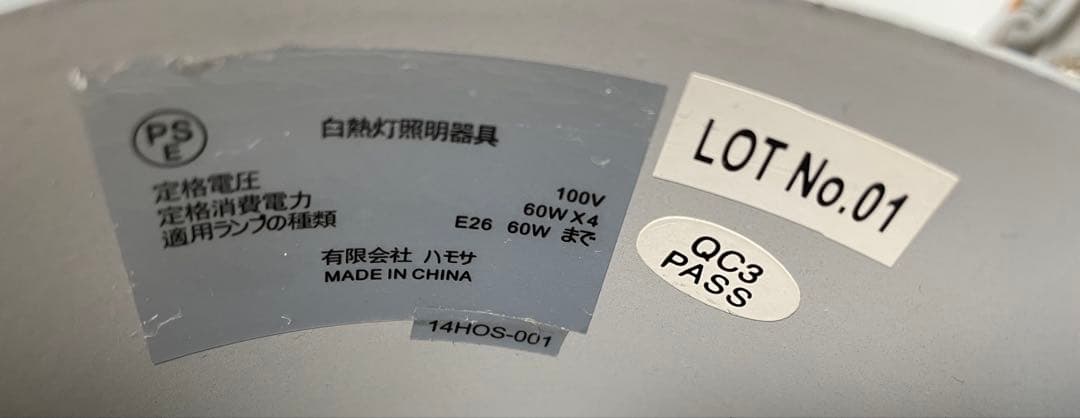 PSE
白熱灯照明器具
定格電圧 100V
定格消費電力 60W X 4
適用ランプの種類 E26 60W まで
有限会社 ハモサ
MADE IN CHINA
14HOS-001
LOT No.01
QC3
PASS